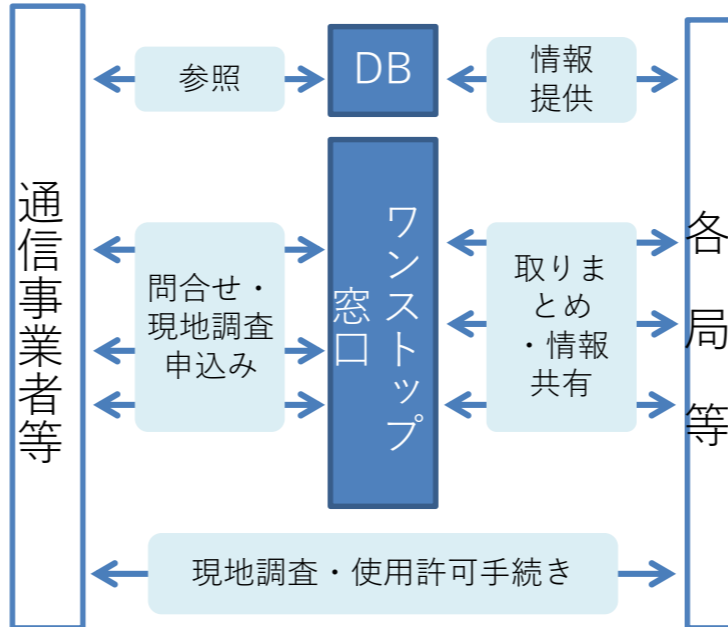 通信事業者等
参照
DB
情報
提供
問合せ・
現地調査
申込み
ワンストップ
窓口
取りま
とめ
・情報
共有
各局等
現地調査・使用許可手続き